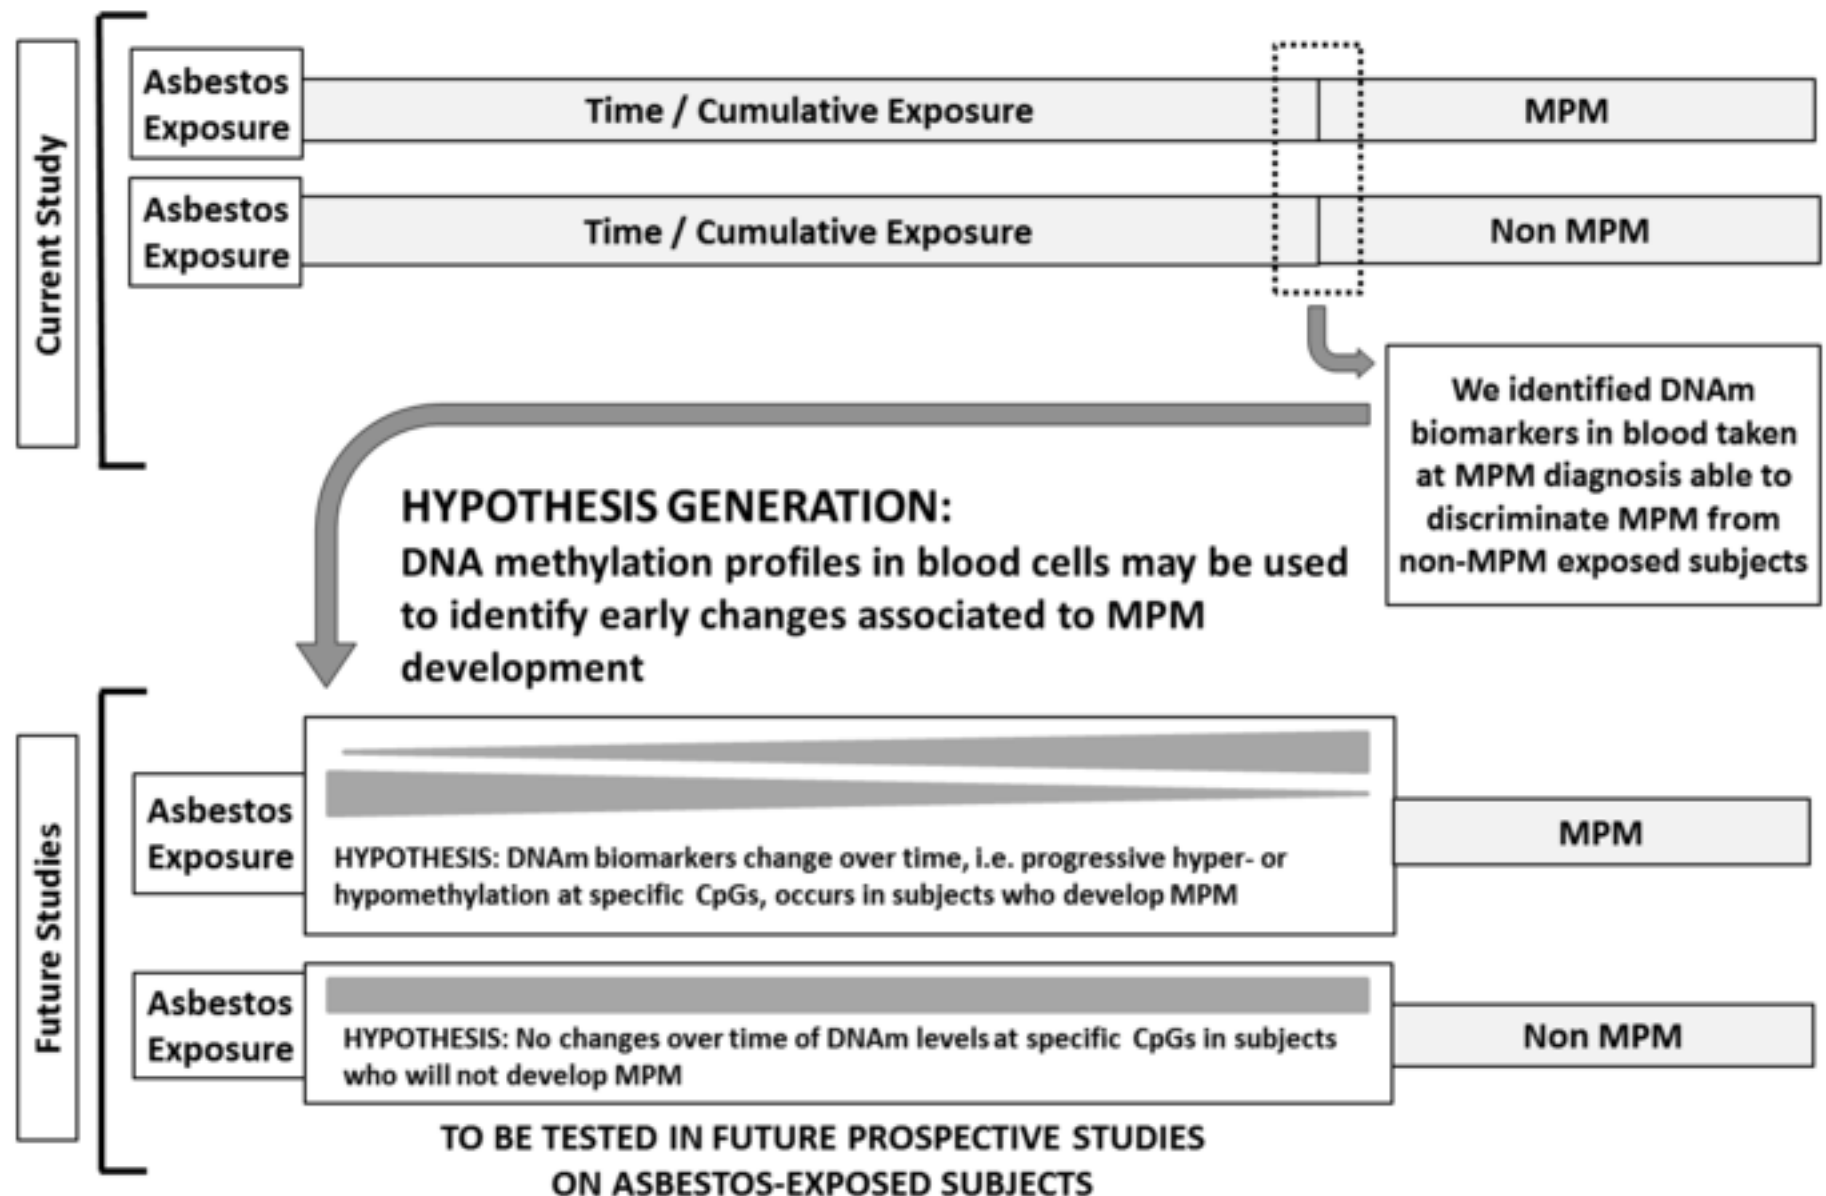 Current Study
Asbestos
Exposure
Time / Cumulative Exposure
MPM
Asbestos
Exposure
Time / Cumulative Exposure
Non MPM
We identified DNAm
biomarkers in blood taken
at MPM diagnosis able to
discriminate MPM from
non-MPM exposed subjects
HYPOTHESIS GENERATION:
DNA methylation profiles in blood cells may be used
to identify early changes associated to MPM
development
Future Studies
Asbestos
Exposure
HYPOTHESIS: DNAm biomarkers change over time, i.e. progressive hyper- or
hypomethylation at specific CpGs, occurs in subjects who develop MPM
MPM
Asbestos
Exposure
HYPOTHESIS: No changes over time of DNAm levels at specific CpGs in subjects
who will not develop MPM
Non MPM
TO BE TESTED IN FUTURE PROSPECTIVE STUDIES
ON ASBESTOS-EXPOSED SUBJECTS